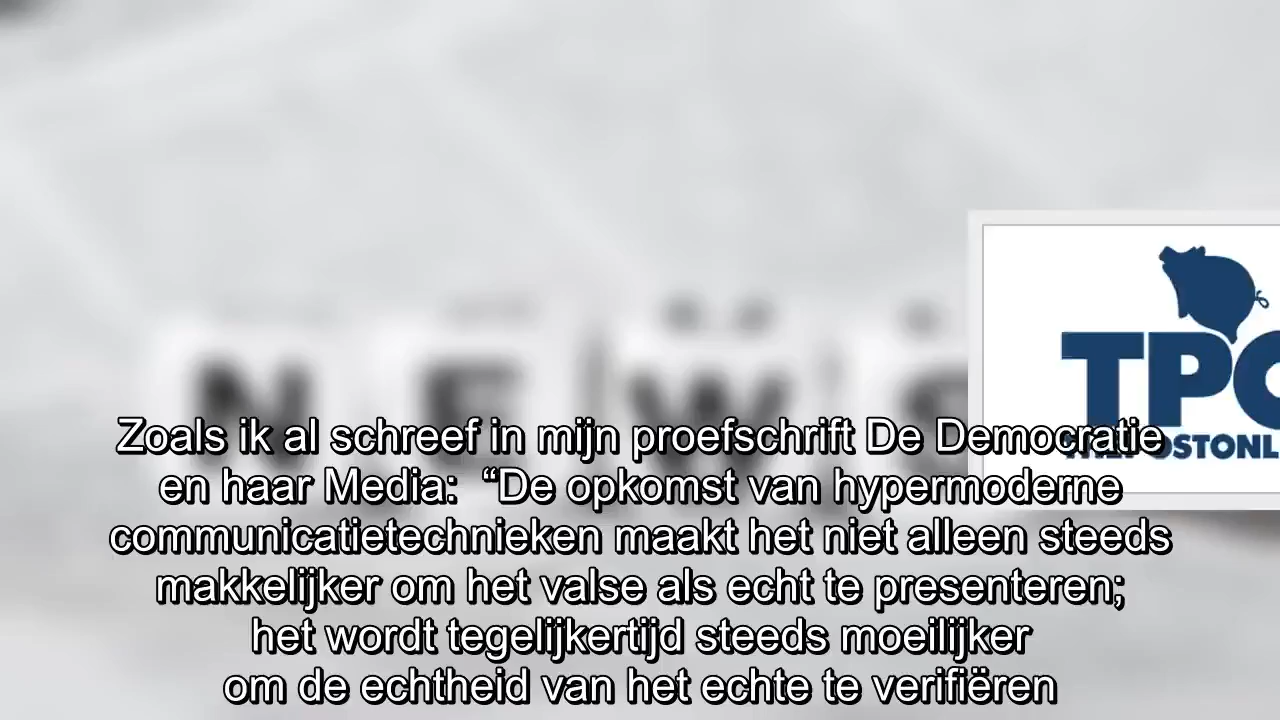 N E W S
TPO
THEPOSTONL
Zoals ik al schreef in mijn proefschrift De Democratie
en haar Media:  “De opkomst van hypermoderne
communicatietechnieken maakt het niet alleen steeds
makkelijker om het valse als echt te presenteren;
het wordt tegelijkertijd steeds moeilijker
om de echtheid van het echte te verifiëren